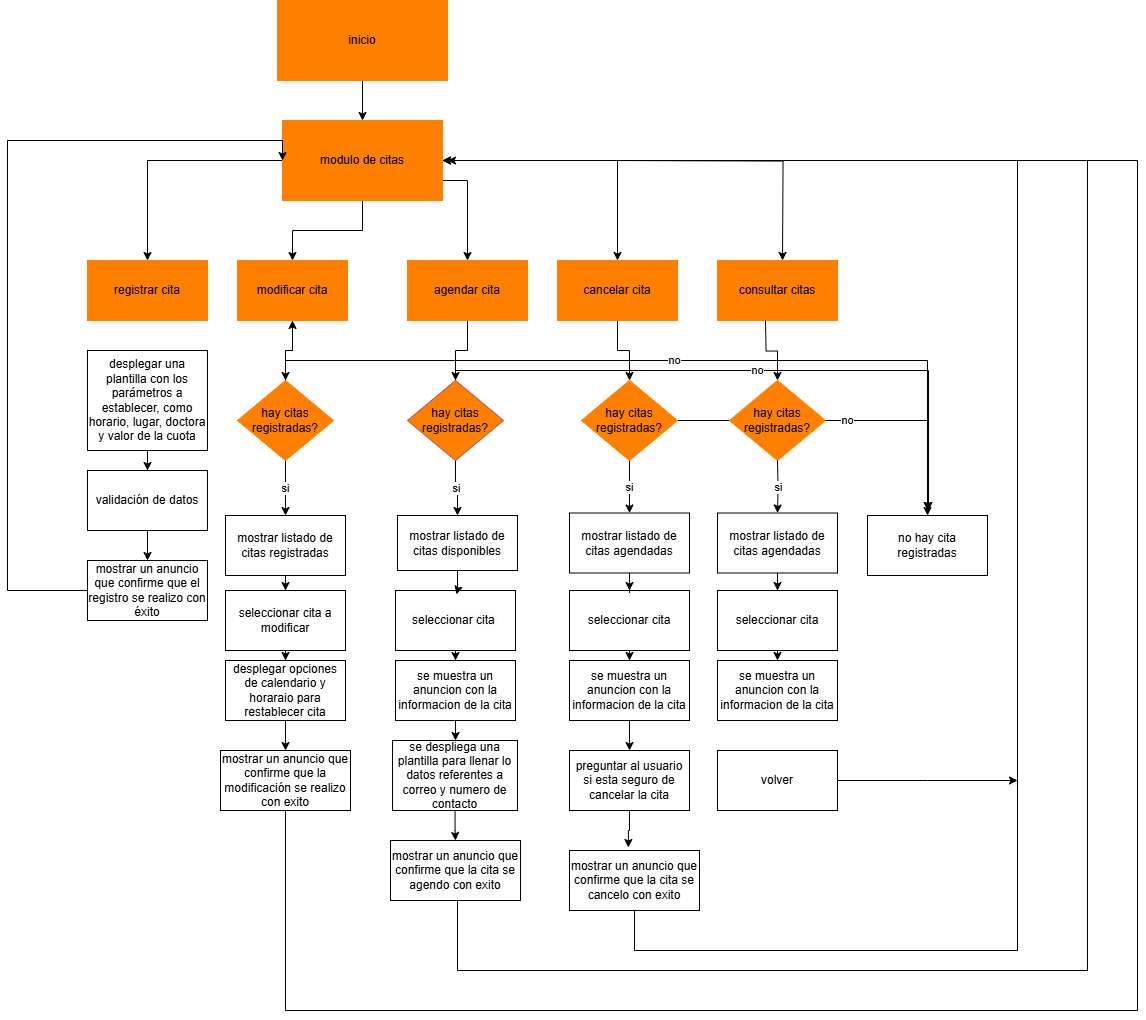 inicio
modulo de citas
registrar cita
modificar cita
agendar cita
cancelar cita
consultar citas
desplegar una
plantilla con los
parámetros a
establecer, como
horario, lugar, doctora
y valor de la cuota
validación de datos
mostrar un anuncio
que confirme que el
registro se realizo con
éxito
no
no
no
hay citas
registradas?
si
mostrar listado de
citas registradas
seleccionar cita a
modificar
desplegar opciones
de calendario y
horaraio para
restablecer cita
mostrar un anuncio que
confirme que la
modificación se realizo
con exito
hay citas
registradas?
si
mostrar listado de
citas disponibles
seleccionar cita
se muestra un
anuncion con la
informacion de la cita
se despliega una
plantilla para llenar lo
datos referentes a
correo y numero de
contacto
mostrar un anuncio que
confirme que la cita se
agendo con exito
hay citas
registradas?
si
mostrar listado de
citas agendadas
seleccionar cita
se muestra un
anuncion con la
informacion de la cita
preguntar al usuario
si esta seguro de
cancelar la cita
mostrar un anuncio que
confirme que la cita se
cancelo con exito
hay citas
registradas?
si
mostrar listado de
citas agendadas
seleccionar cita
se muestra un
anuncion con la
informacion de la cita
volver
no hay cita
registradas